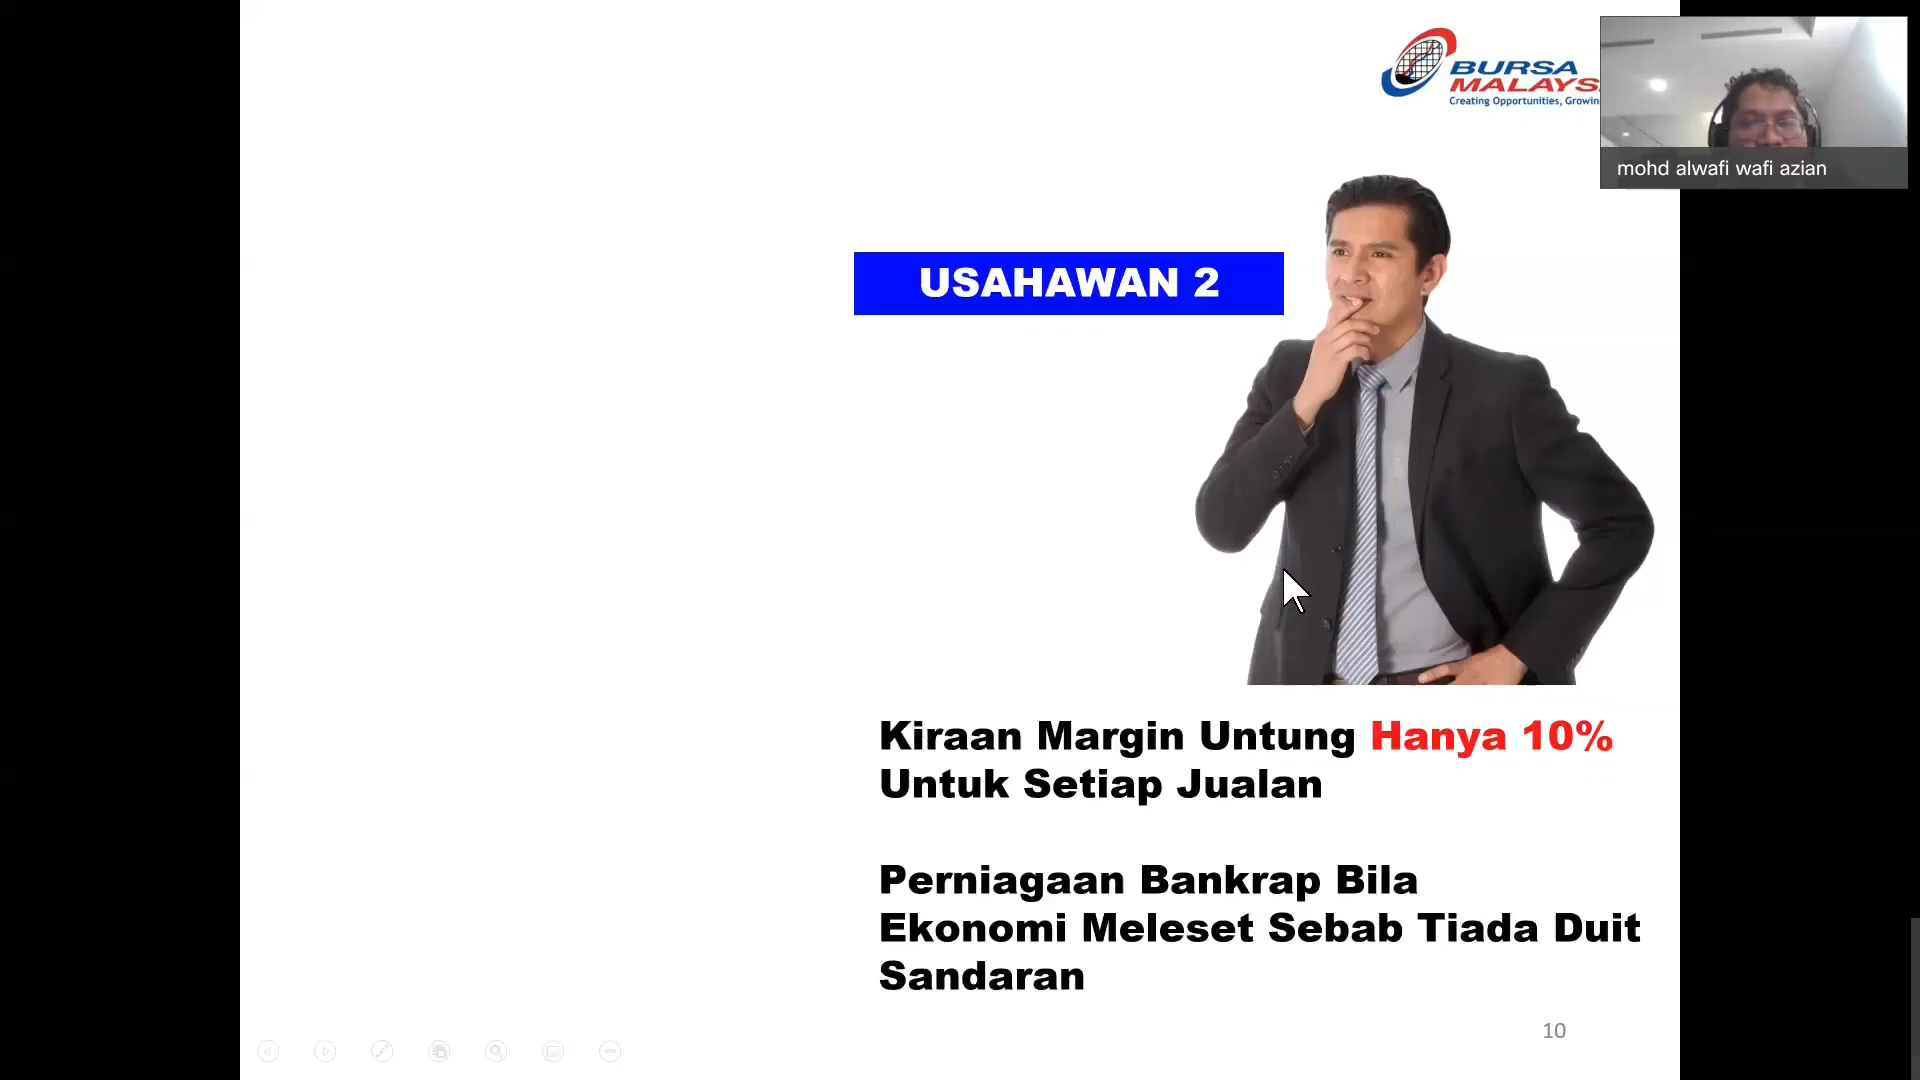 BURSA
MALAYS
Creating Opportunities, Growin
mohd alwafi wafi azian
USAHAWAN 2
Kiraan Margin Untung Hanya 10%
Untuk Setiap Jualan
Perniagaan Bankrap Bila
Ekonomi Meleset Sebab Tiada Duit
Sandaran
10